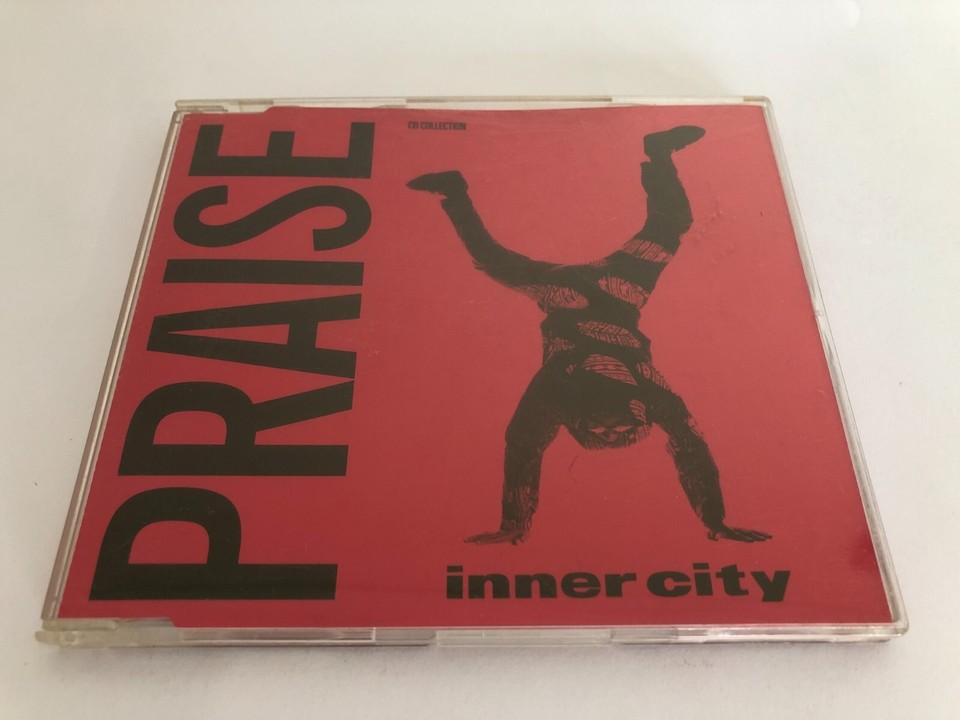 PRAISE
CD COLLECTION
inner city